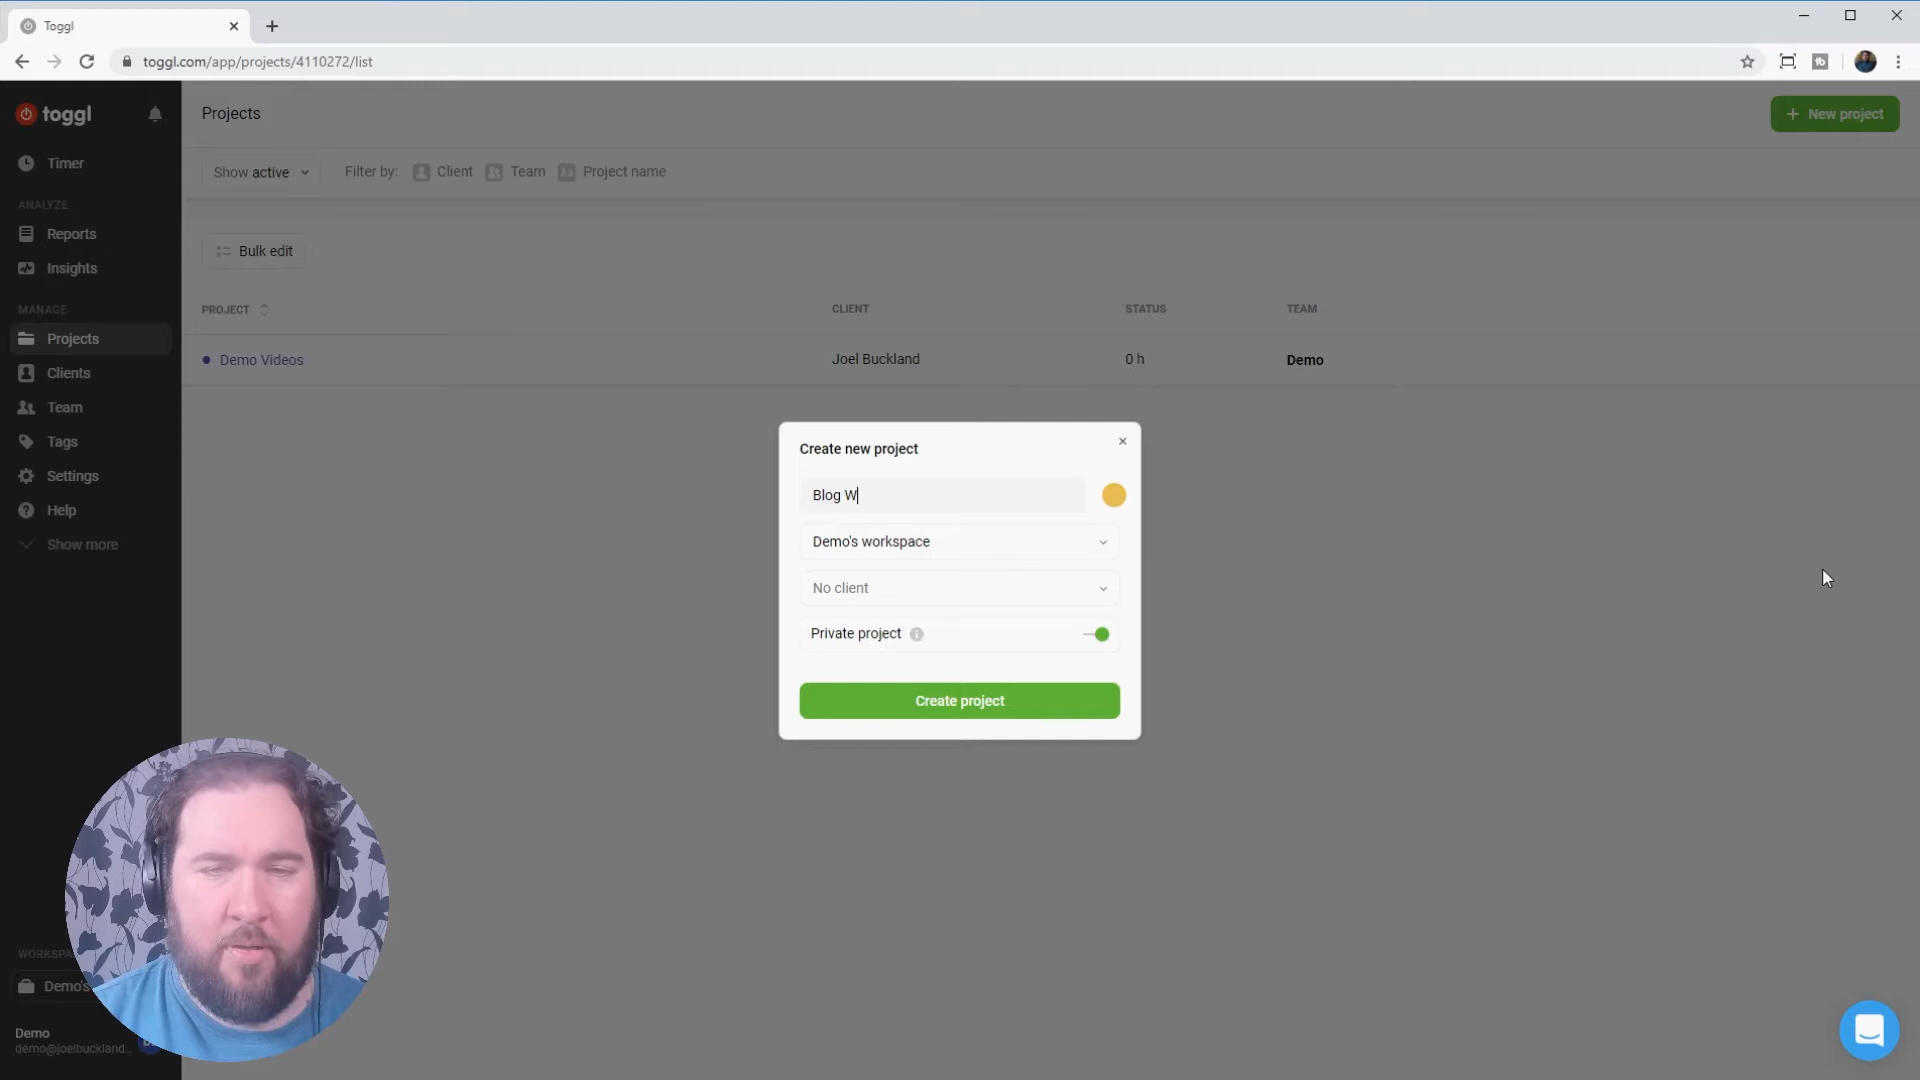 Toggl
toggl.com/app/projects/4110272/list
toggl
Timer
ANALYZE
Reports
Insights
MANAGE
Projects
Clients
Team
Tags
Settings
Help
Show more
Demo's
Demo
demo@joelbuckland...
Projects
New project
Show active
Filter by:
Client
Team
Project name
Bulk edit
PROJECT
CLIENT
STATUS
TEAM
Demo Videos
Joel Buckland
0 h
Demo
Create new project
Blog W
Demo's workspace
No client
Private project
Create project